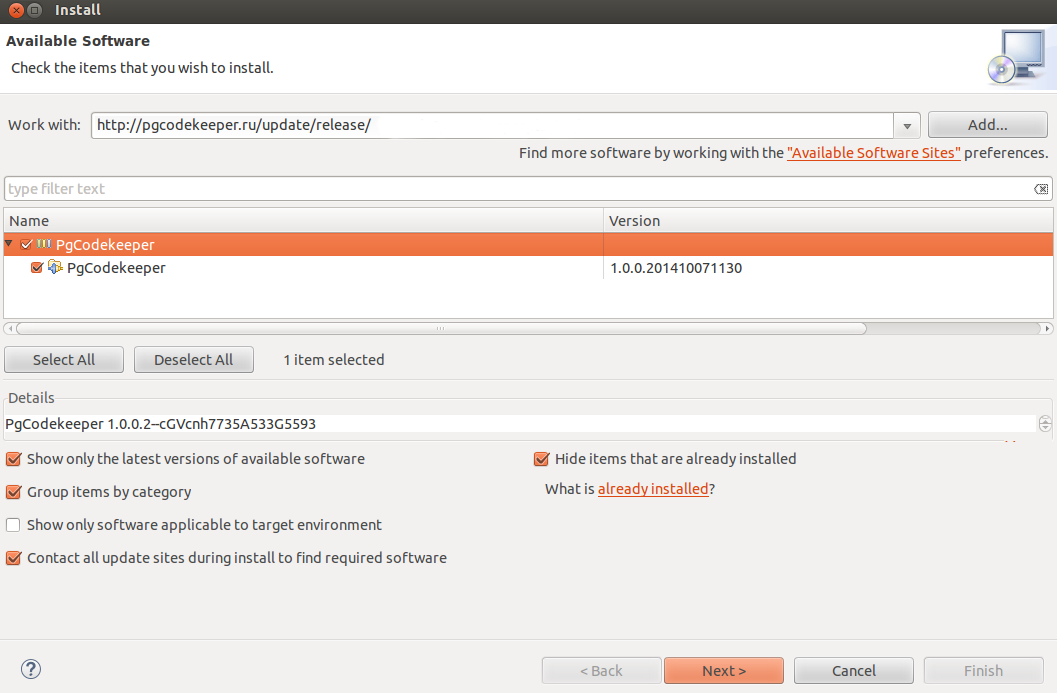 Install
Available Software
Check the items that you wish to install.
Work with: http://pgcodekeeper.ru/update/release/ Add...
Find more software by working with the "Available Software Sites" preferences.
type filter text
Name Version
PgCodekeeper
PgCodekeeper 1.0.0.201410071130
Select All Deselect All 1 item selected
Details
PgCodekeeper 1.0.0.2--cGVcnh7735A533G5593
Show only the latest versions of available software Hide items that are already installed
Group items by category What is already installed?
Show only software applicable to target environment
Contact all update sites during install to find required software
? < Back Next > Cancel Finish